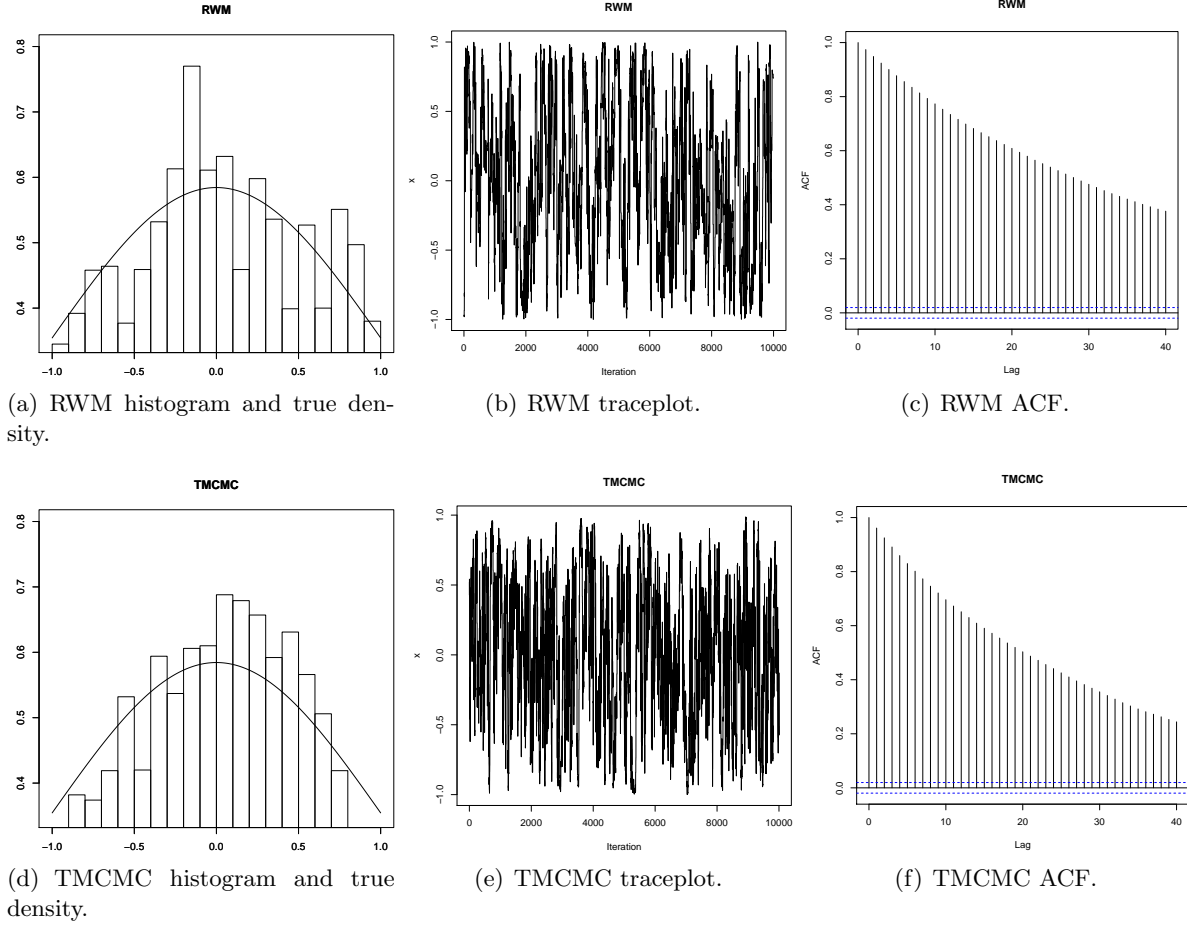 RWM
0.4 0.5 0.6 0.7 0.8
−1.0 −0.5 0.0 0.5 1.0
(a) RWM histogram and true den-
sity.
RWM
x
−1.0 −0.5 0.0 0.5 1.0
0 2000 4000 6000 8000 10000
Iteration
(b) RWM traceplot.
RWM
ACF
0.0 0.2 0.4 0.6 0.8 1.0
0 10 20 30 40
Lag
(c) RWM ACF.
TMCMC
0.4 0.5 0.6 0.7 0.8
−1.0 −0.5 0.0 0.5 1.0
(d) TMCMC histogram and true
density.
TMCMC
x
−1.0 −0.5 0.0 0.5 1.0
0 2000 4000 6000 8000 10000
Iteration
(e) TMCMC traceplot.
TMCMC
ACF
0.0 0.2 0.4 0.6 0.8 1.0
0 10 20 30 40
Lag
(f) TMCMC ACF.